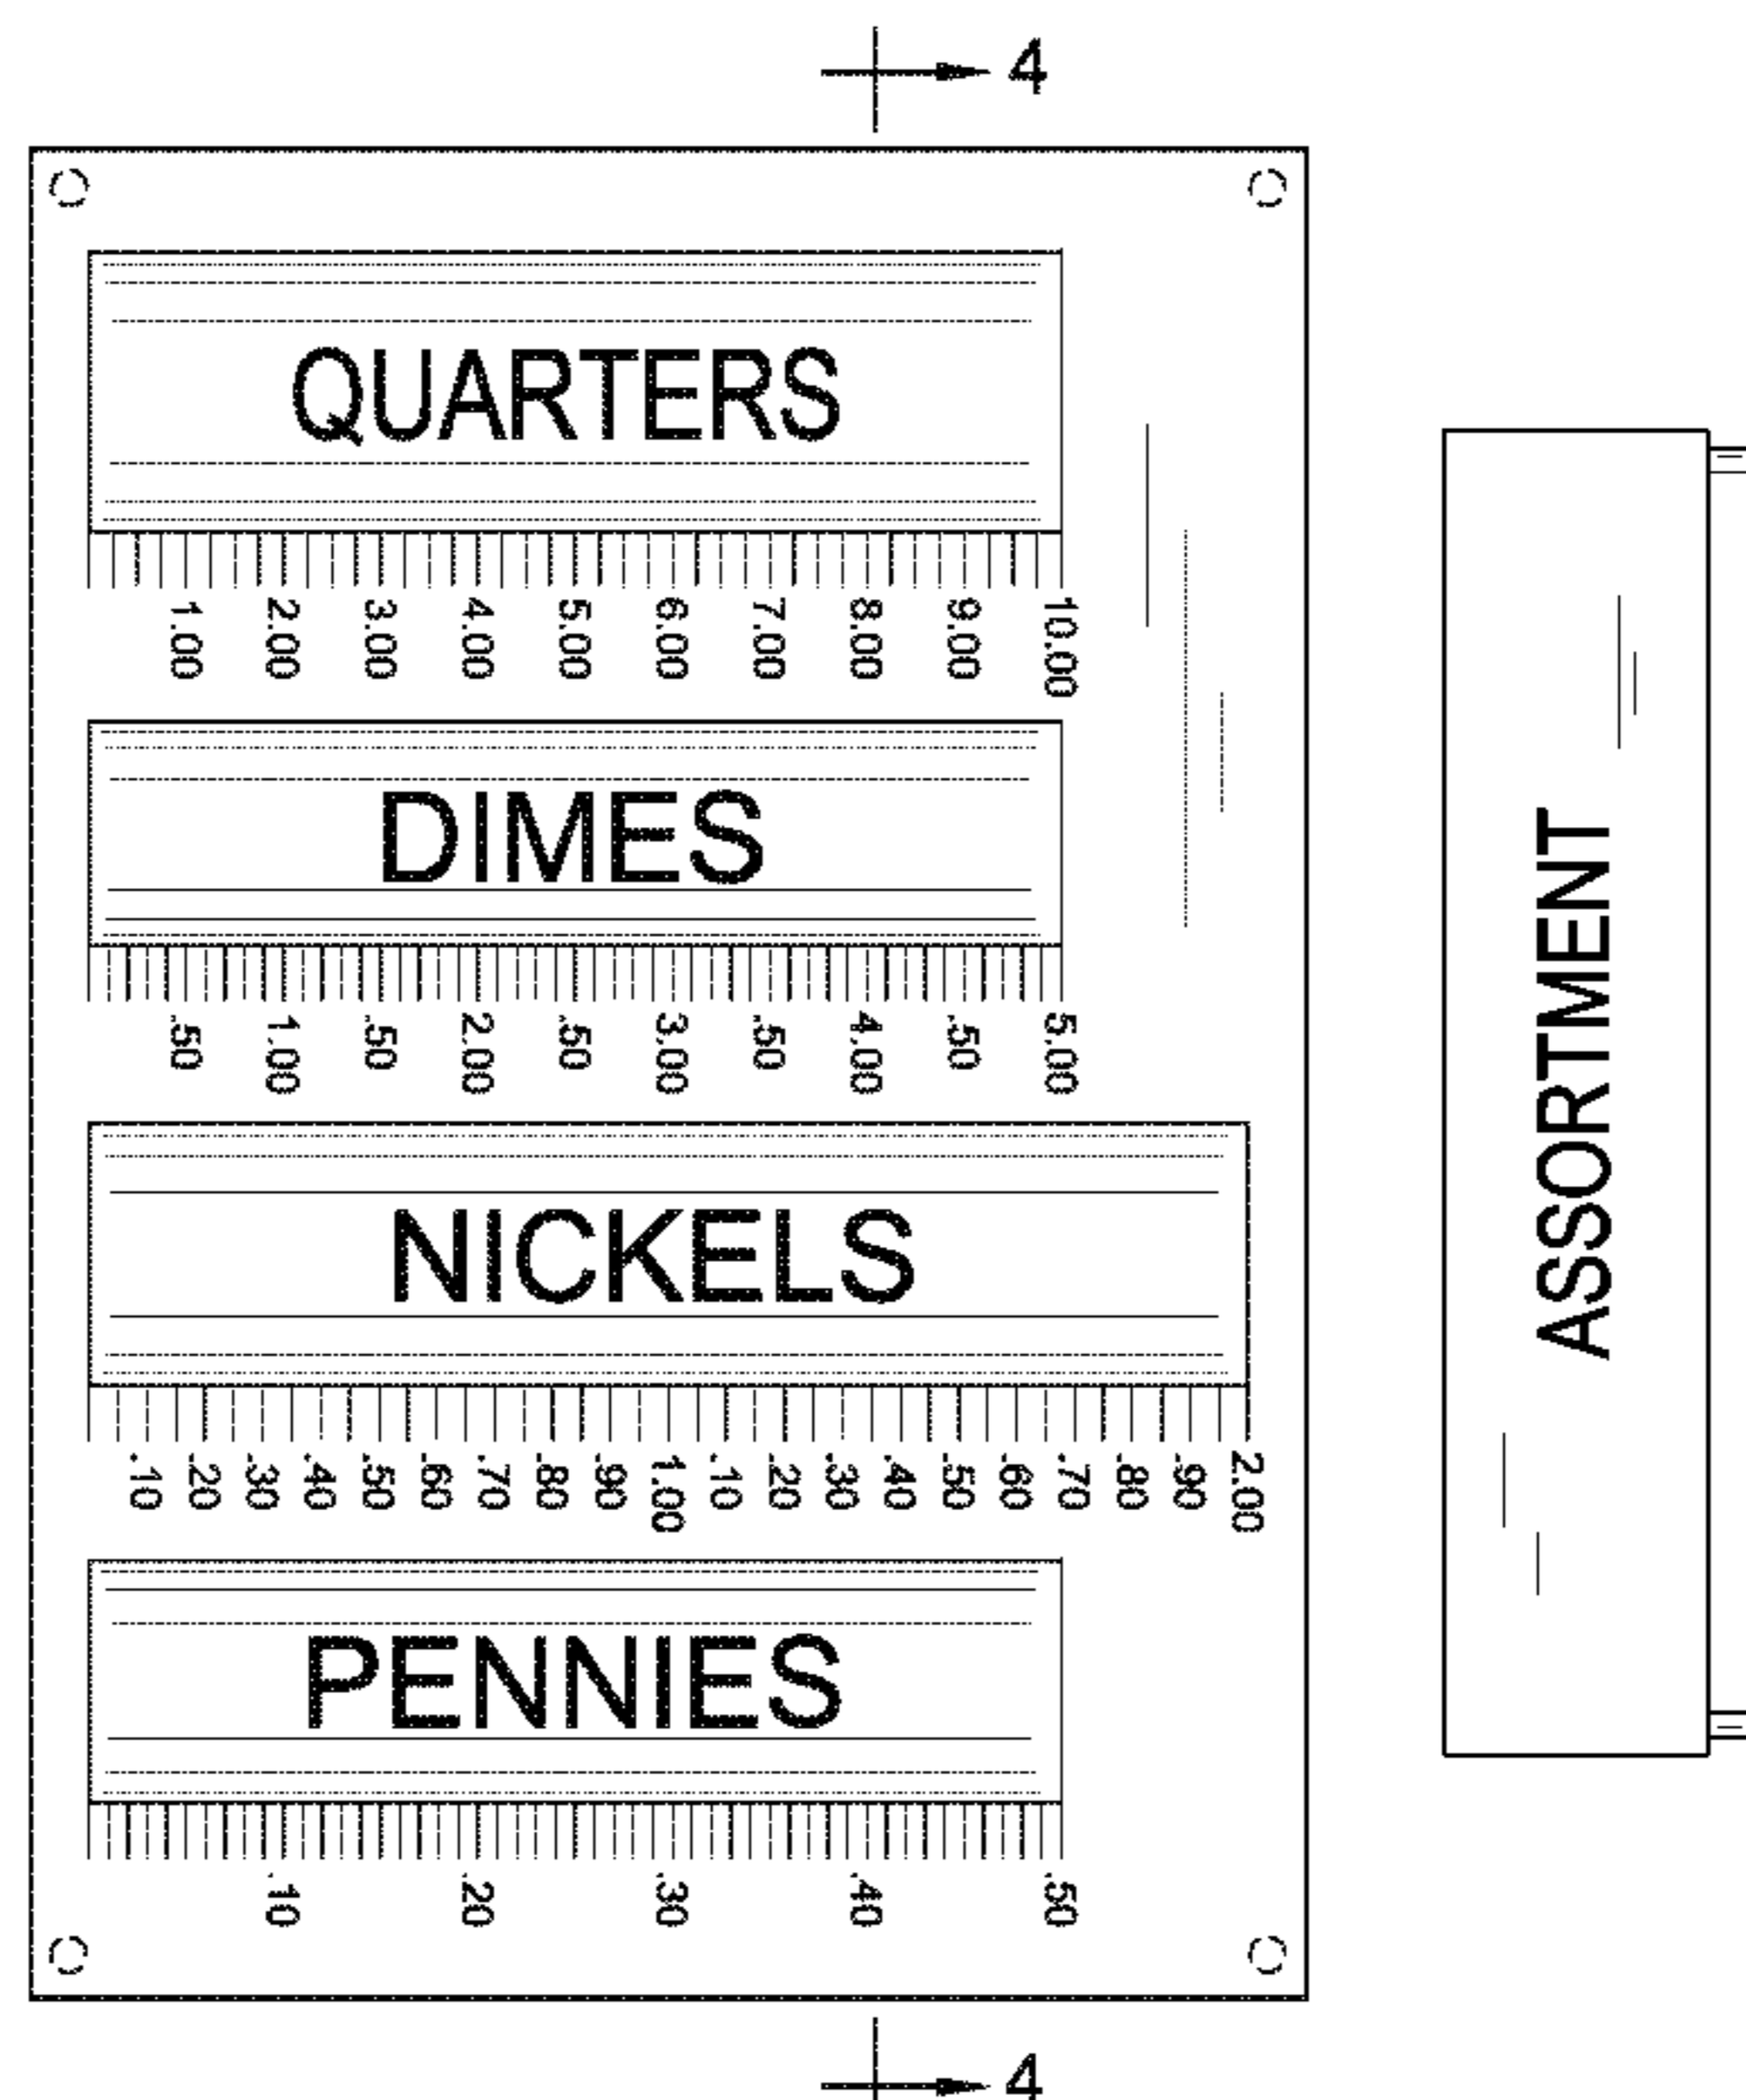 4
QUARTERS
1.00 2.00 3.00 4.00 5.00 6.00 7.00 8.00 9.00 10.00
DIMES
.50 1.00 .50 2.00 .50 3.00 .50 4.00 .50 5.00
NICKELS
.10 .20 .30 .40 .50 .60 .70 .80 .90 1.00 .10 .20 .30 .40 .50 .60 .70 .80 .90 2.00
PENNIES
.10 .20 .30 .40 .50
4
ASSORTMENT